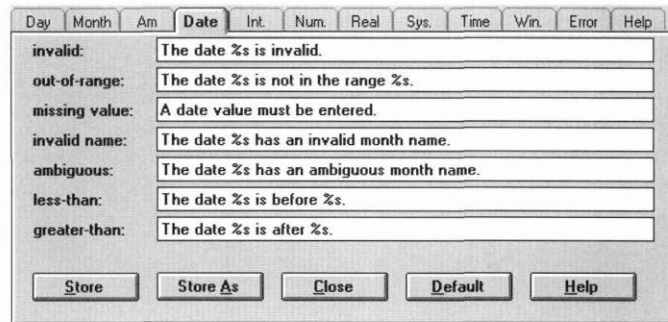 Day Month Am Date Int. Num. Real Sys. Time Win. Error Help
invalid: The date %s is invalid.
out-of-range: The date %s is not in the range %s.
missing value: A date value must be entered.
invalid name: The date %s has an invalid month name.
ambiguous: The date %s has an ambiguous month name.
less-than: The date %s is before %s.
greater-than: The date %s is after %s.
Store Store As Close Default Help